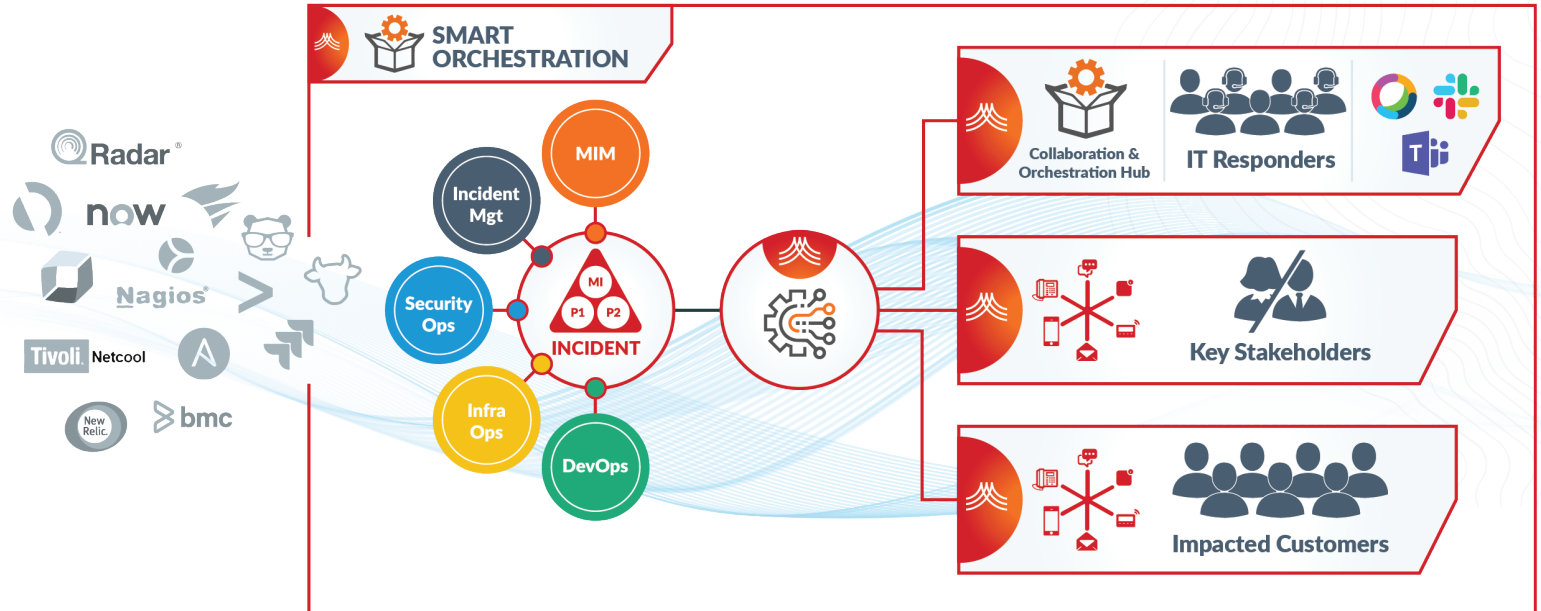 SMART
ORCHESTRATION
QRadar®
now
Nagios®
Tivoli. Netcool
New
Relic.
bmc
MIM
Incident
Mgt
Security
Ops
Infra
Ops
DevOps
MI
P1 P2
INCIDENT
Collaboration &
Orchestration Hub
IT Responders
T
Key Stakeholders
Impacted Customers